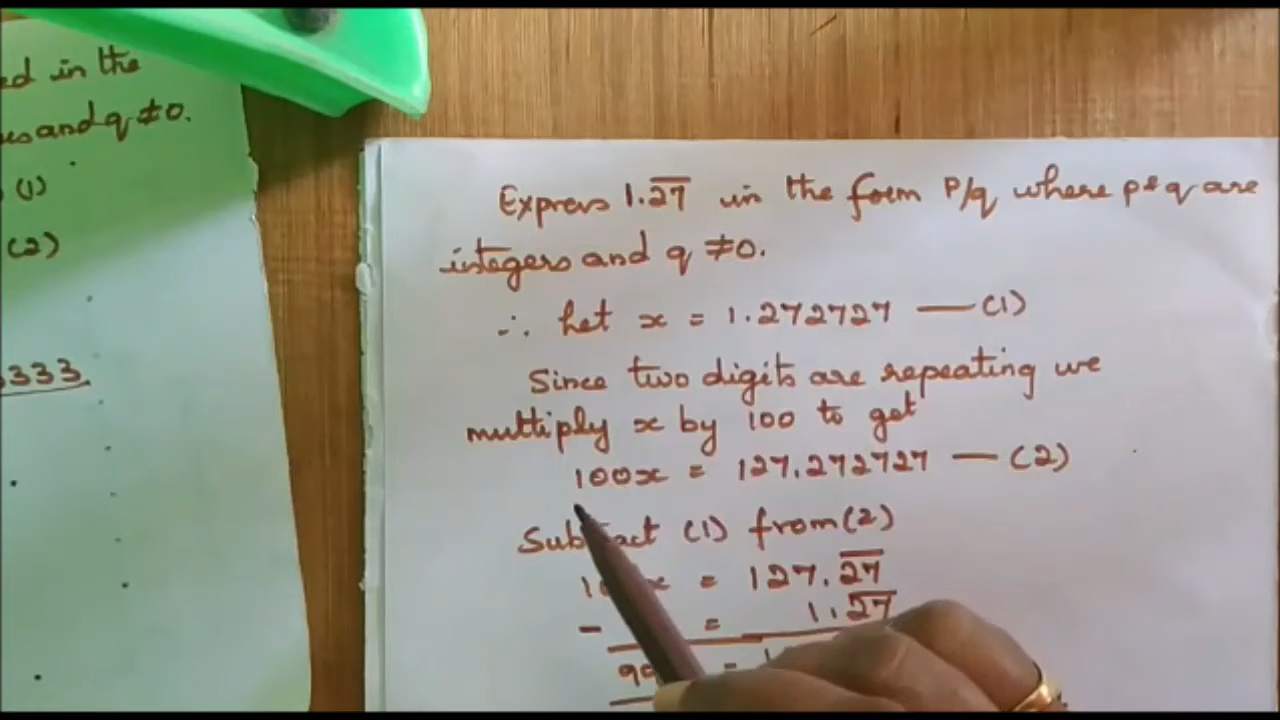 ed in the
and q ≠ 0.
(1)
(2)
333
Express 1.2̅7̅ in the form P/q where p & q are
integers and q ≠ 0.
∴ Let x = 1.272727 — (1)
Since two digits are repeating we
multiply x by 100 to get
100x = 127.272727 — (2)
Subtract (1) from (2)
= 127.2̅7̅
- = 1.2̅7̅
=